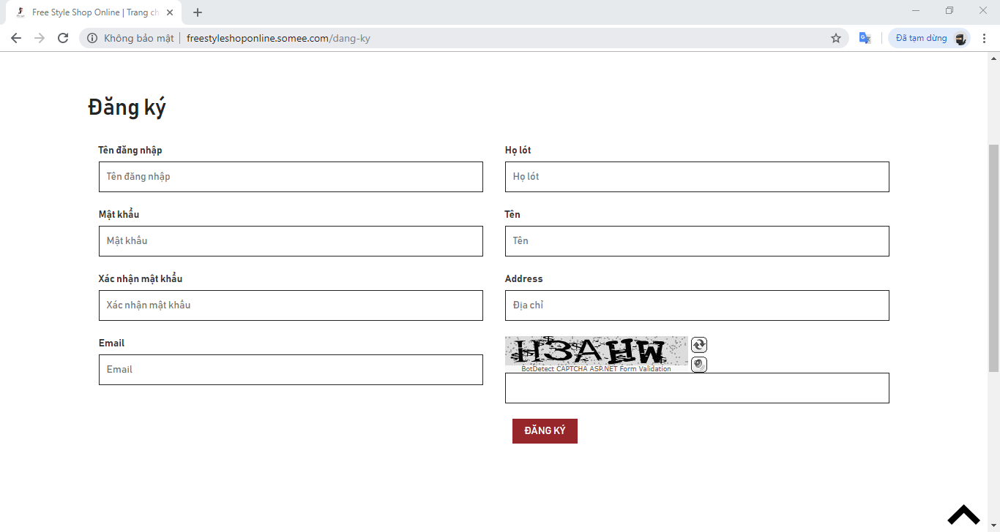 Free Style Shop Online | Trang ch
Không bảo mật | freestyleshoponline.somee.com/dang-ky
Đã tạm dừng
Đăng ký
Tên đăng nhập
Tên đăng nhập
Họ lót
Họ lót
Mật khẩu
Mật khẩu
Tên
Tên
Xác nhận mật khẩu
Xác nhận mật khẩu
Address
Địa chỉ
Email
Email
H3AHW
BotDetect CAPTCHA ASP.NET Form Validation
ĐĂNG KÝ